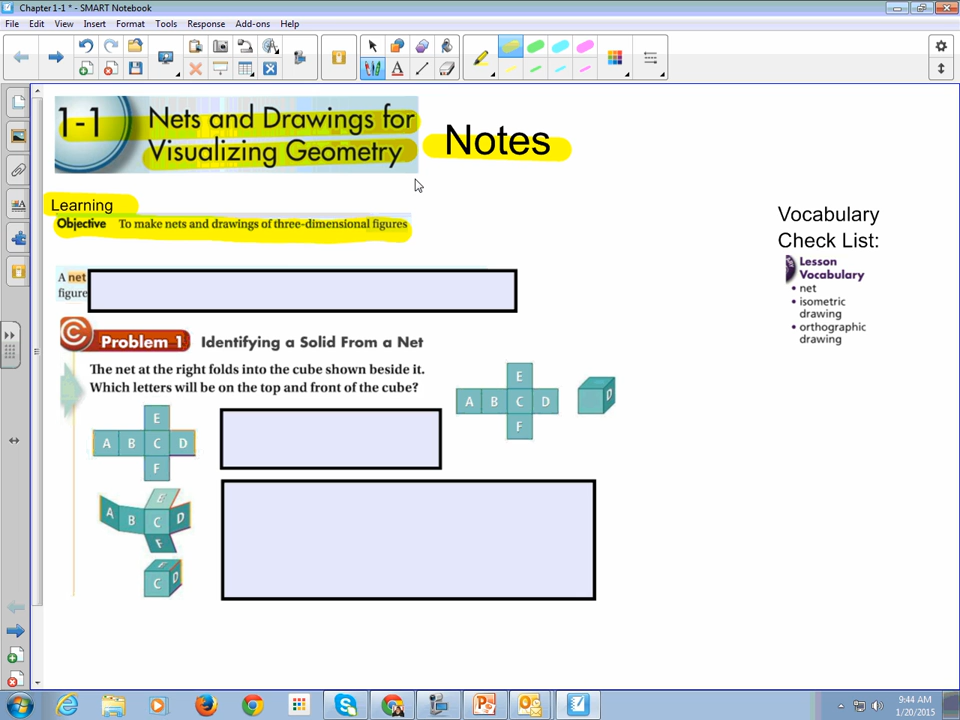 Chapter 1-1 * - SMART Notebook
File Edit View Insert Format Tools Response Add-ons Help
1-1 Nets and Drawings for
Visualizing Geometry
Notes
Learning
Objective To make nets and drawings of three-dimensional figures
Vocabulary
Check List:
Lesson
Vocabulary
• net
• isometric
drawing
• orthographic
drawing
A net
figure
Problem 1 Identifying a Solid From a Net
The net at the right folds into the cube shown beside it.
Which letters will be on the top and front of the cube?
E
A B C D
F
D
E
A B C D
F
E
A B C D
F
F
C D
9:44 AM
1/20/2015